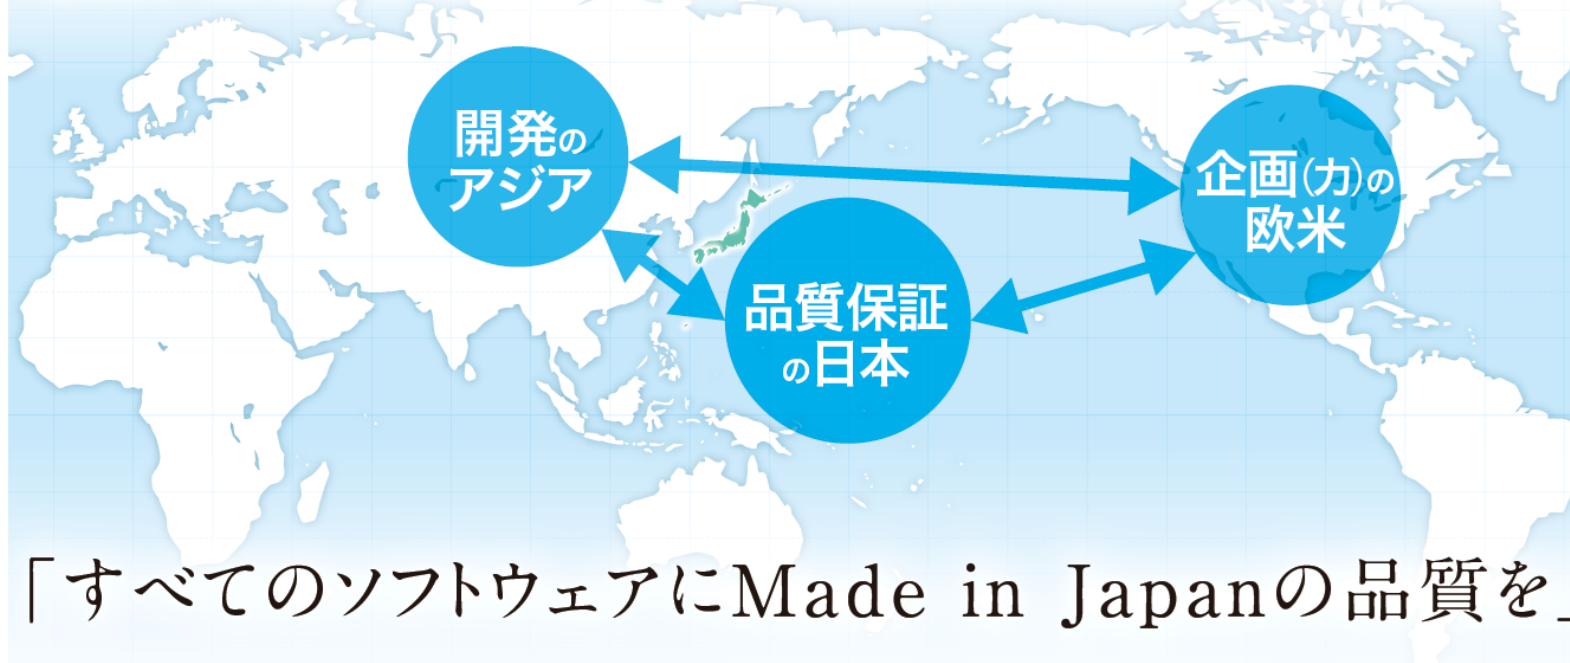 開発の
アジア
企画(力)の
欧米
品質保証
の日本
「すべてのソフトウェアにMade in Japanの品質を」